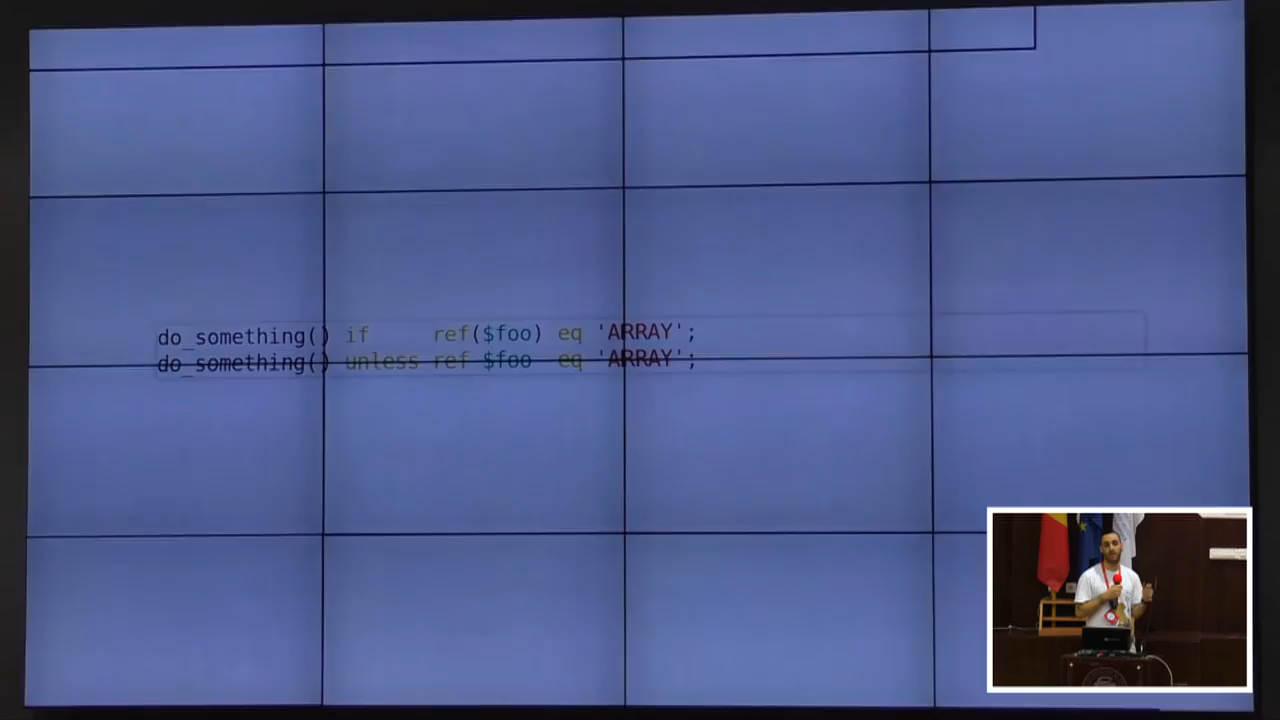 do_something() if     ref($foo) eq 'ARRAY';
do_something() unless ref $foo  eq 'ARRAY';